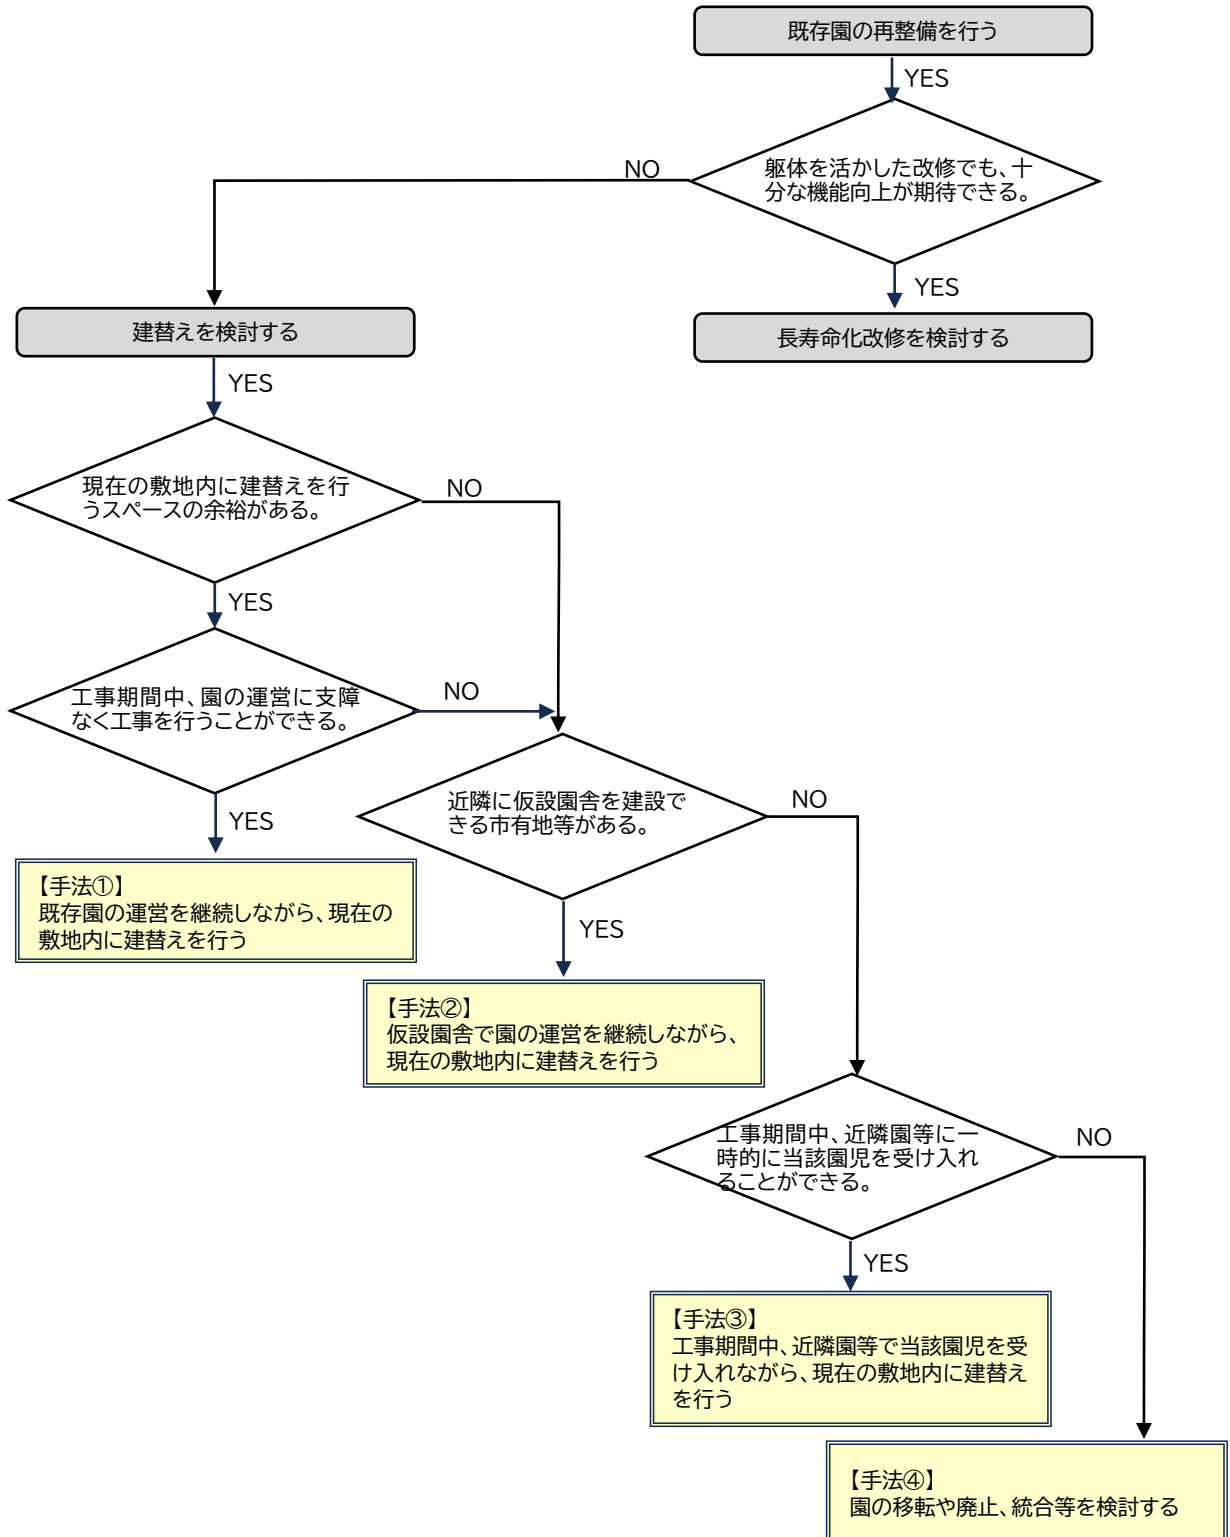 既存園の再整備を行う
YES
躯体を活かした改修でも、十
分な機能向上が期待できる。
NO
YES
建替えを検討する
長寿命化改修を検討する
YES
現在の敷地内に建替えを行
うスペースの余裕がある。
NO
YES
工事期間中、園の運営に支障
なく工事を行うことができる。
NO
YES
近隣に仮設園舎を建設で
きる市有地等がある。
NO
【手法①】
既存園の運営を継続しながら、現在の
敷地内に建替えを行う
YES
【手法②】
仮設園舎で園の運営を継続しながら、
現在の敷地内に建替えを行う
工事期間中、近隣園等に一
時的に当該園児を受け入れ
ることができる。
NO
YES
【手法③】
工事期間中、近隣園等で当該園児を受
け入れながら、現在の敷地内に建替え
を行う
【手法④】
園の移転や廃止、統合等を検討する